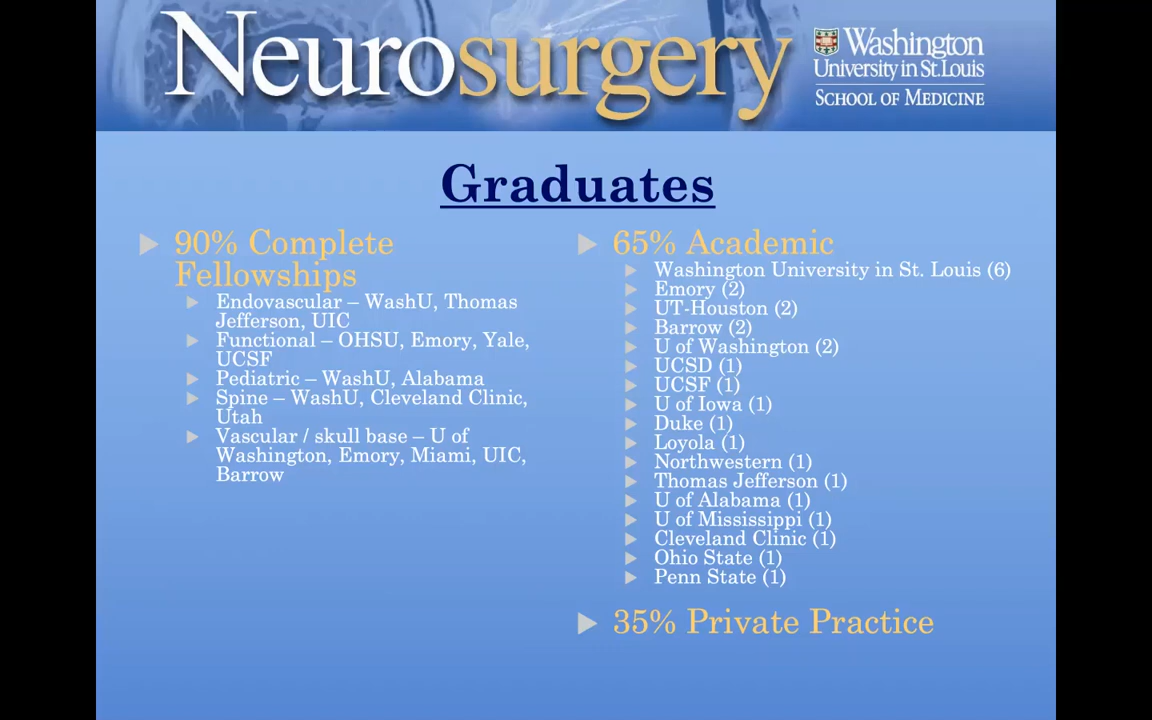 Neurosurgery
Washington
University in St. Louis
SCHOOL OF MEDICINE
Graduates
90% Complete
Fellowships
Endovascular – WashU, Thomas
Jefferson, UIC
Functional – OHSU, Emory, Yale,
UCSF
Pediatric – WashU, Alabama
Spine – WashU, Cleveland Clinic,
Utah
Vascular / skull base – U of
Washington, Emory, Miami, UIC,
Barrow
65% Academic
Washington University in St. Louis (6)
Emory (2)
UT-Houston (2)
Barrow (2)
U of Washington (2)
UCSD (1)
UCSF (1)
U of Iowa (1)
Duke (1)
Loyola (1)
Northwestern (1)
Thomas Jefferson (1)
U of Alabama (1)
U of Mississippi (1)
Cleveland Clinic (1)
Ohio State (1)
Penn State (1)
35% Private Practice